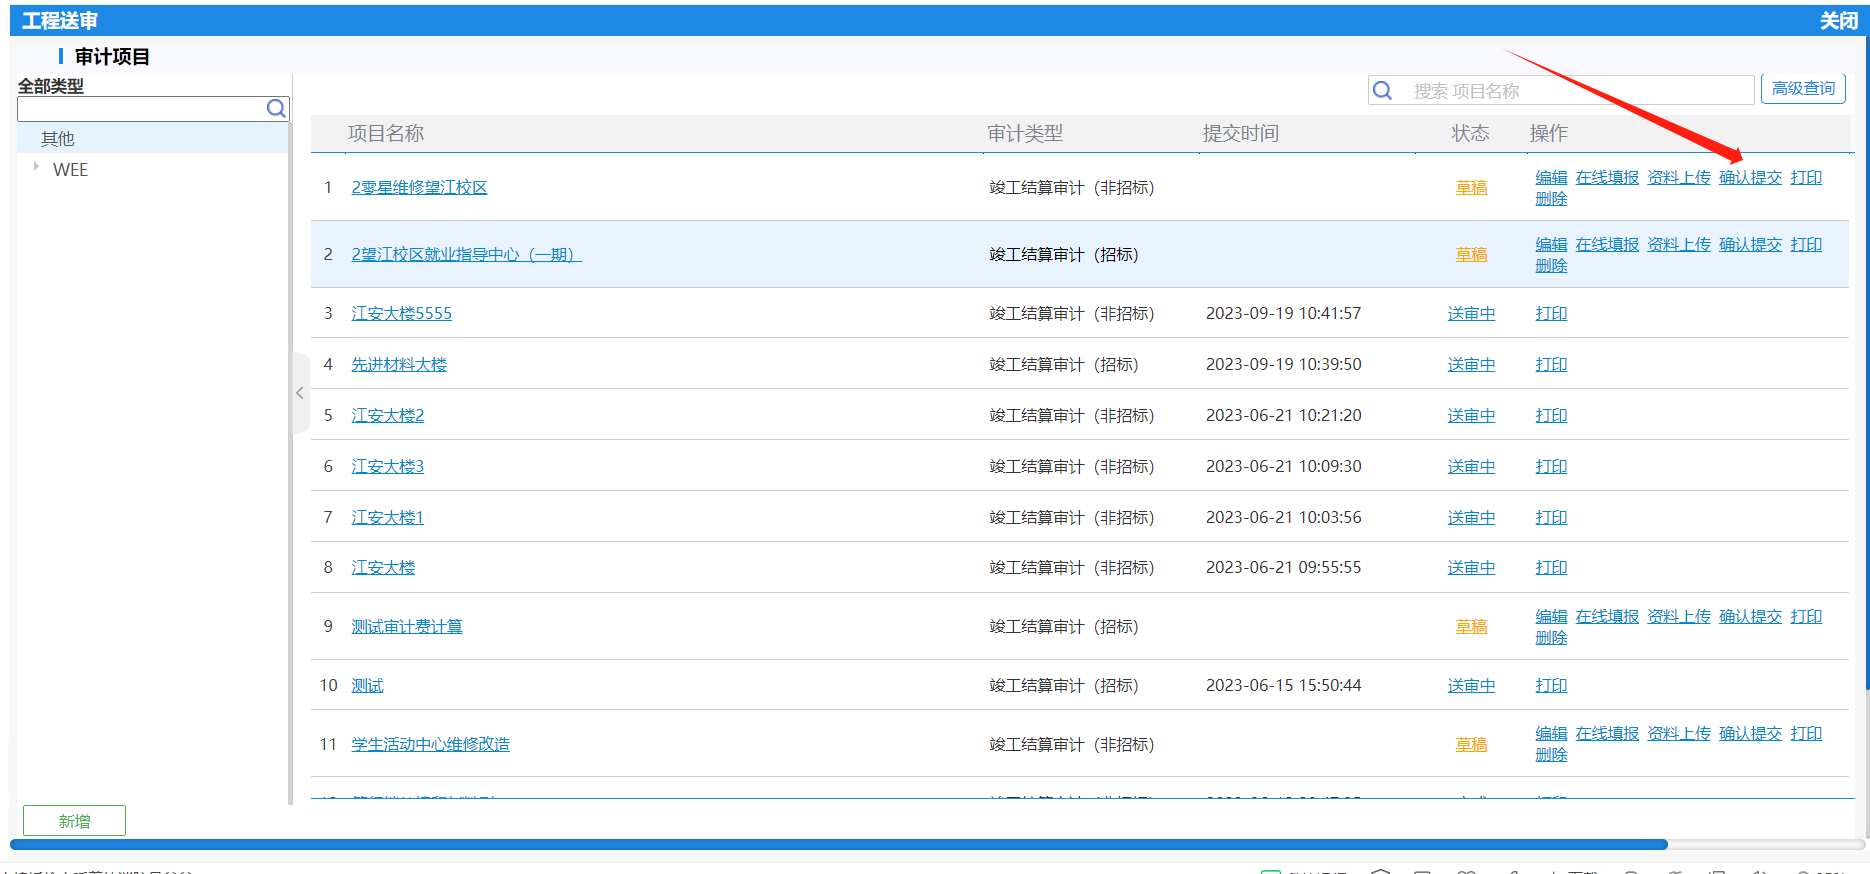 工程送审 关闭
审计项目
全部类型
搜索 项目名称 高级查询
其他
WEE
项目名称 审计类型 提交时间 状态 操作
1 2零星维修望江校区 竣工结算审计（非招标） 草稿 编辑 在线填报 资料上传 确认提交 打印
删除
2 2望江校区就业指导中心（一期） 竣工结算审计（招标） 草稿 编辑 在线填报 资料上传 确认提交 打印
删除
3 江安大楼5555 竣工结算审计（非招标） 2023-09-19 10:41:57 送审中 打印
4 先进材料大楼 竣工结算审计（招标） 2023-09-19 10:39:50 送审中 打印
5 江安大楼2 竣工结算审计（非招标） 2023-06-21 10:21:20 送审中 打印
6 江安大楼3 竣工结算审计（非招标） 2023-06-21 10:09:30 送审中 打印
7 江安大楼1 竣工结算审计（非招标） 2023-06-21 10:03:56 送审中 打印
8 江安大楼 竣工结算审计（非招标） 2023-06-21 09:55:55 送审中 打印
9 测试审计费计算 竣工结算审计（招标） 草稿 编辑 在线填报 资料上传 确认提交 打印
删除
10 测试 竣工结算审计（招标） 2023-06-15 15:50:44 送审中 打印
11 学生活动中心维修改造 竣工结算审计（非招标） 草稿 编辑 在线填报 资料上传 确认提交 打印
删除
新增